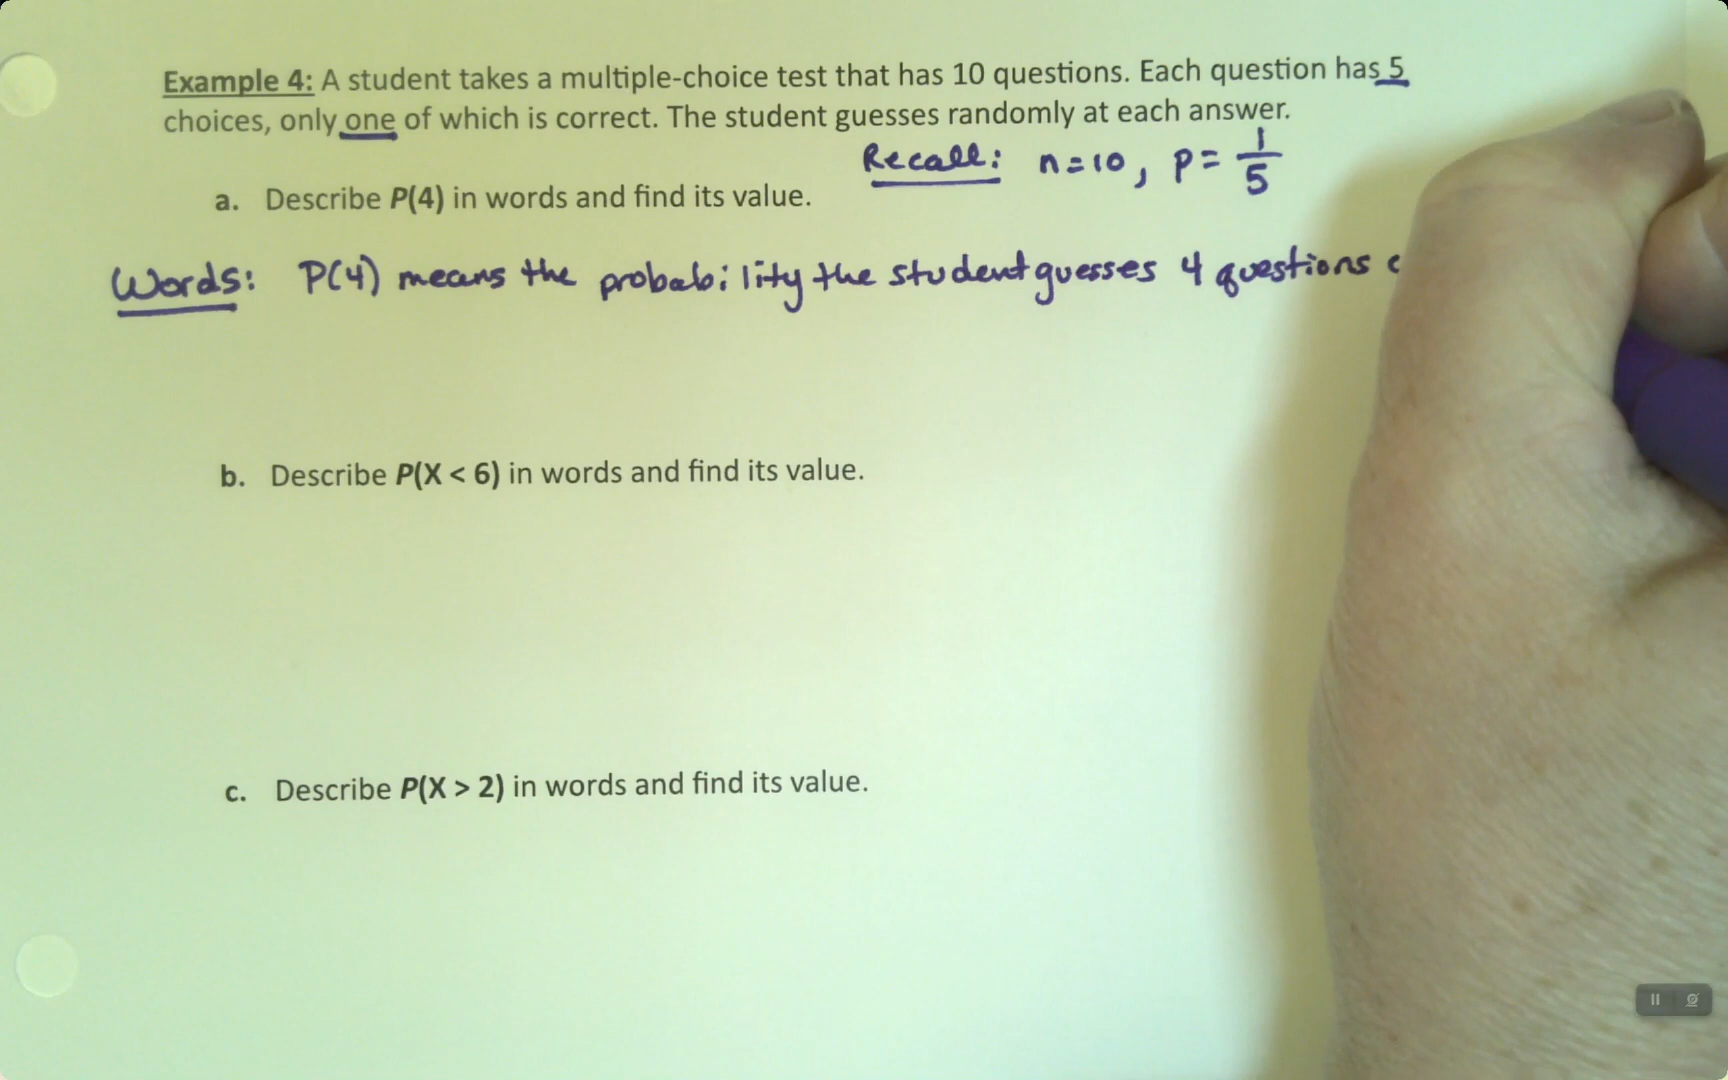 Example 4: A student takes a multiple-choice test that has 10 questions. Each question has 5
choices, only one of which is correct. The student guesses randomly at each answer.
Recall: n=10, p= 1/5
a. Describe P(4) in words and find its value.
Words: P(4) means the probability the student guesses 4 questions c
b. Describe P(X < 6) in words and find its value.
c. Describe P(X > 2) in words and find its value.